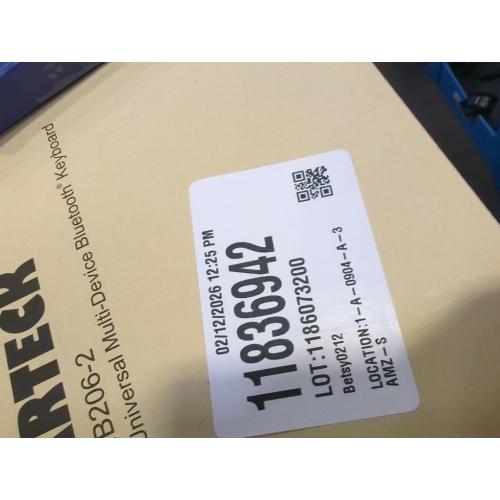 ARTECK
B206-2
Universal Multi-Device Bluetooth® Keyboard
02/12/2026 12:25 PM
11836942
LOT:1186073200
Betsy0212
LOCATION:1-A-0904-A-3
AMZ-S